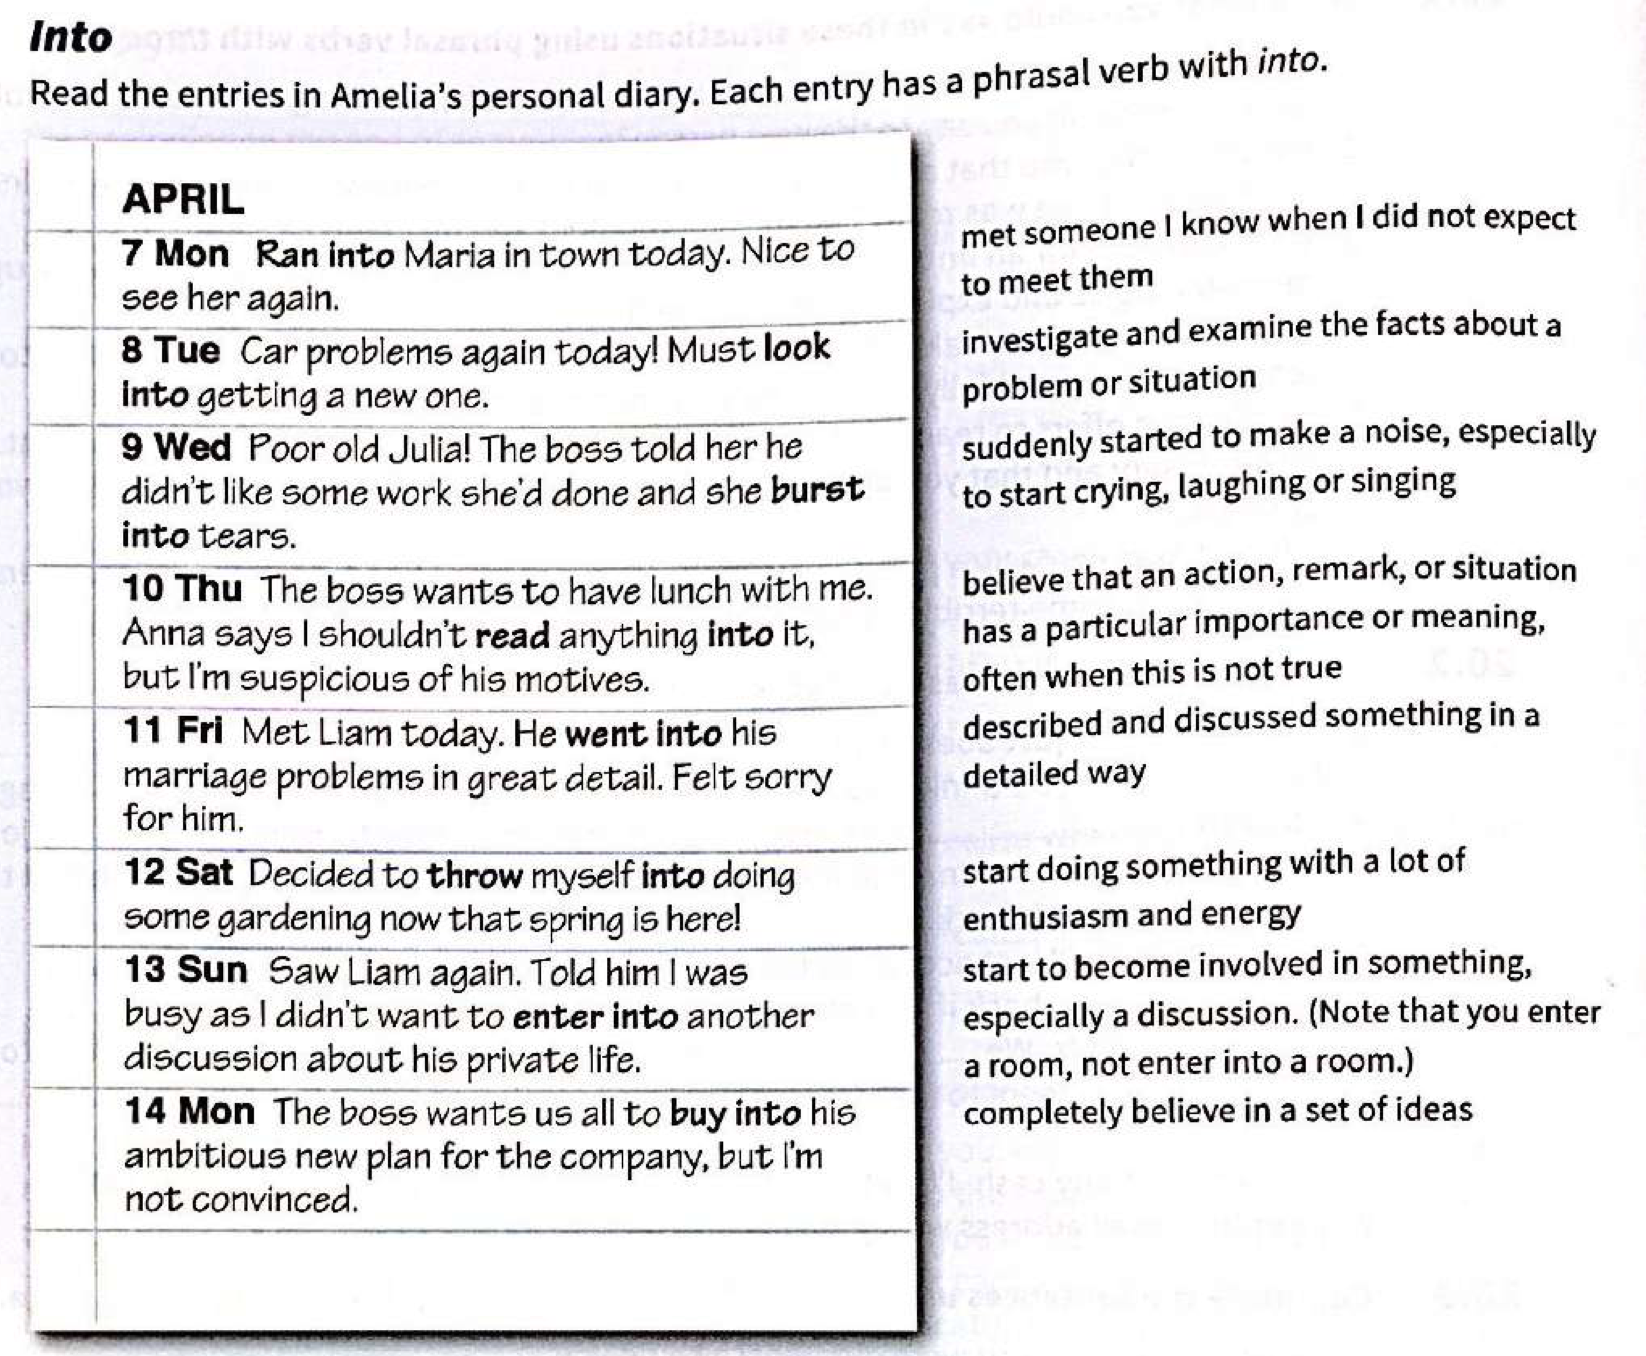 Into
Read the entries in Amelia's personal diary. Each entry has a phrasal verb with into.
APRIL
7 Mon Ran into Maria in town today. Nice to
see her again.
met someone I know when I did not expect
to meet them
8 Tue Car problems again today! Must look
into getting a new one.
investigate and examine the facts about a
problem or situation
9 Wed Poor old Julia! The boss told her he
didn't like some work she'd done and she burst
into tears.
suddenly started to make a noise, especially
to start crying, laughing or singing
10 Thu The boss wants to have lunch with me.
Anna says I shouldn't read anything into it,
but I'm suspicious of his motives.
believe that an action, remark, or situation
has a particular importance or meaning,
often when this is not true
11 Fri Met Liam today. He went into his
marriage problems in great detail. Felt sorry
for him.
described and discussed something in a
detailed way
12 Sat Decided to throw myself into doing
some gardening now that spring is here!
start doing something with a lot of
enthusiasm and energy
13 Sun Saw Liam again. Told him I was
busy as I didn't want to enter into another
discussion about his private life.
start to become involved in something,
especially a discussion. (Note that you enter
a room, not enter into a room.)
14 Mon The boss wants us all to buy into his
ambitious new plan for the company, but I'm
not convinced.
completely believe in a set of ideas